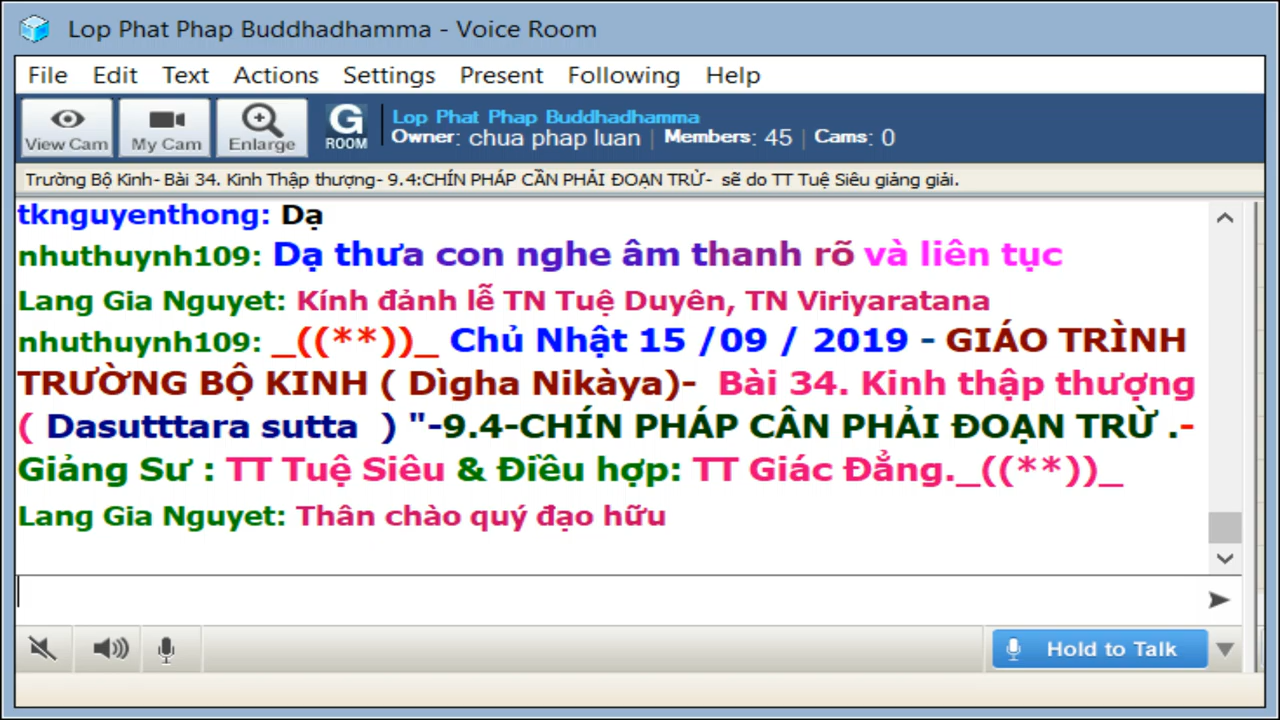 Lop Phat Phap Buddhadhamma - Voice Room
File Edit Text Actions Settings Present Following Help
View Cam My Cam Enlarge G ROOM
Lop Phat Phap Buddhadhamma
Owner: chua phap luan | Members: 45 | Cams: 0
Trường Bộ Kinh- Bài 34. Kinh Thập thượng- 9.4:CHÍN PHÁP CẦN PHẢI ĐOẠN TRỪ- sẽ do TT Tuệ Siêu giảng giải.
tknguyenthong: Dạ
nhuthuynh109: Dạ thưa con nghe âm thanh rõ và liên tục
Lang Gia Nguyet: Kính đảnh lễ TN Tuệ Duyên, TN Viriyaratana
nhuthuynh109: _((**))_ Chủ Nhật 15 /09 / 2019 - GIÁO TRÌNH
TRƯỜNG BỘ KINH ( Dìgha Nikàya)- Bài 34. Kinh thập thượng
( Dasutttara sutta ) "-9.4-CHÍN PHÁP CÂN PHẢI ĐOẠN TRỪ .-
Giảng Sư : TT Tuệ Siêu & Điều hợp: TT Giác Đẳng._((**))_
Lang Gia Nguyet: Thân chào quý đạo hữu
Hold to Talk